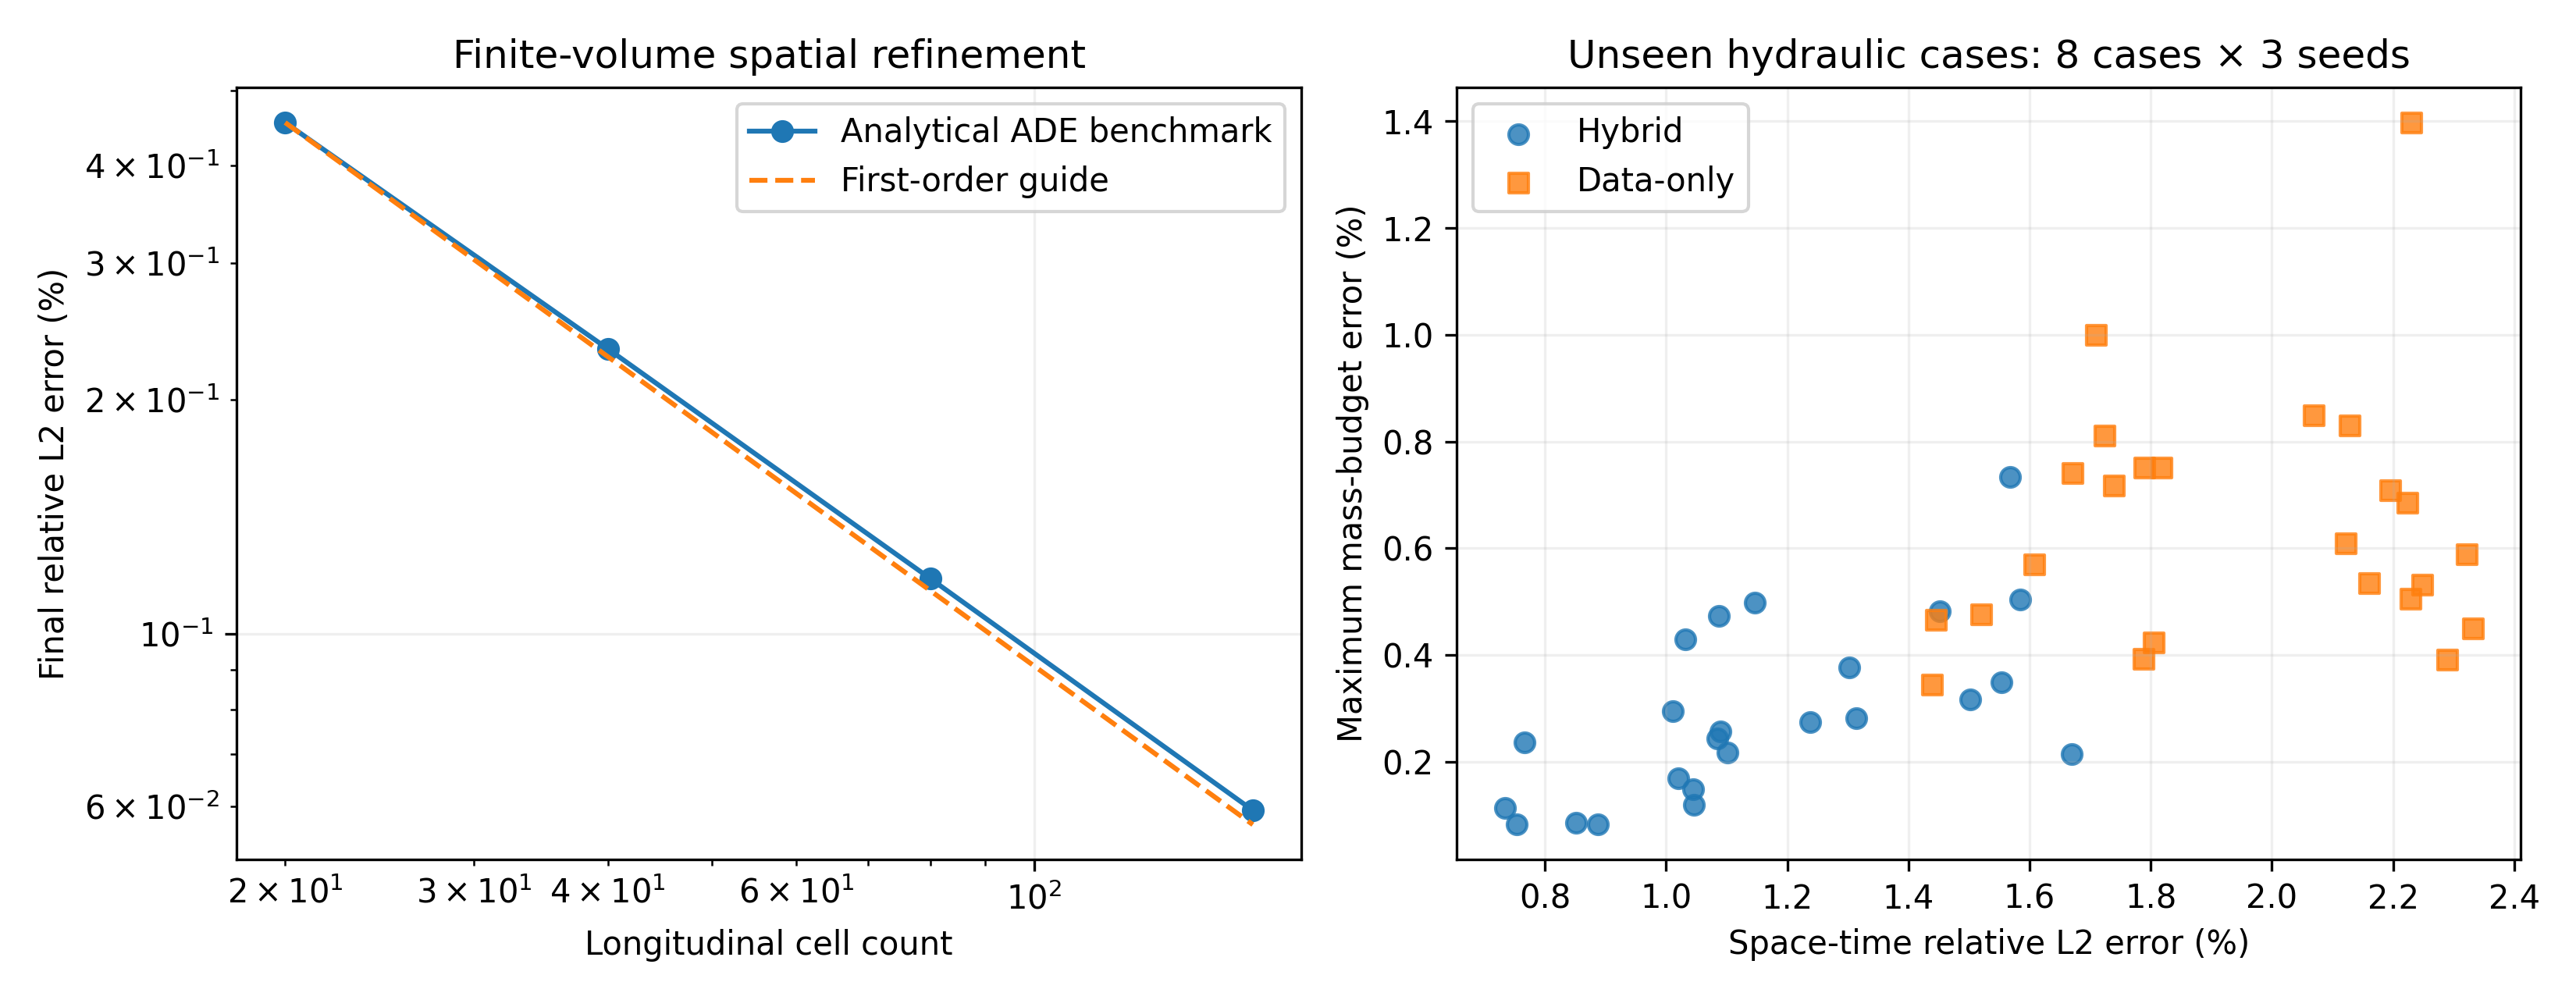 Finite-volume spatial refinement
Final relative L2 error (%)
4 × 10⁻¹
3 × 10⁻¹
2 × 10⁻¹
10⁻¹
6 × 10⁻²
Analytical ADE benchmark
First-order guide
2 × 10¹ 3 × 10¹ 4 × 10¹ 6 × 10¹ 10²
Longitudinal cell count
Unseen hydraulic cases: 8 cases × 3 seeds
Maximum mass-budget error (%)
1.4
1.2
1.0
0.8
0.6
0.4
0.2
Hybrid
Data-only
0.8 1.0 1.2 1.4 1.6 1.8 2.0 2.2 2.4
Space-time relative L2 error (%)